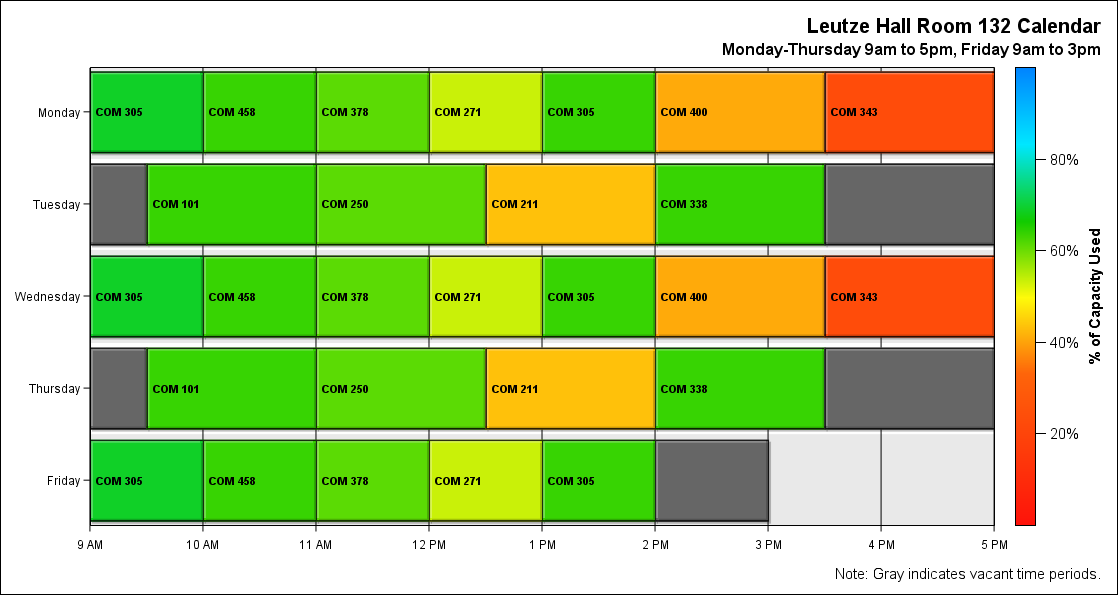 Leutze Hall Room 132 Calendar
Monday-Thursday 9am to 5pm, Friday 9am to 3pm
Monday COM 305 COM 458 COM 378 COM 271 COM 305 COM 400 COM 343
Tuesday COM 101 COM 250 COM 211 COM 338
Wednesday COM 305 COM 458 COM 378 COM 271 COM 305 COM 400 COM 343
Thursday COM 101 COM 250 COM 211 COM 338
Friday COM 305 COM 458 COM 378 COM 271 COM 305
9 AM 10 AM 11 AM 12 PM 1 PM 2 PM 3 PM 4 PM 5 PM
80%
60%
40%
20%
% of Capacity Used
Note: Gray indicates vacant time periods.